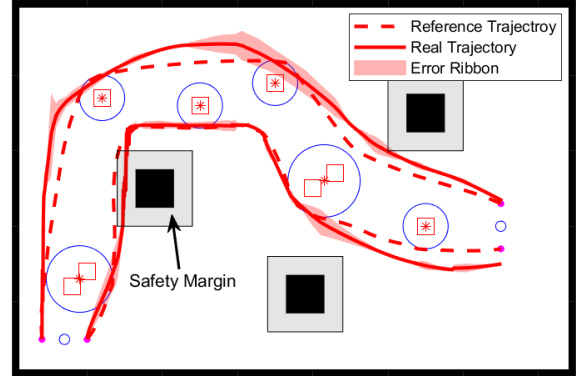 Reference Trajectroy
Real Trajectory
Error Ribbon
Safety Margin